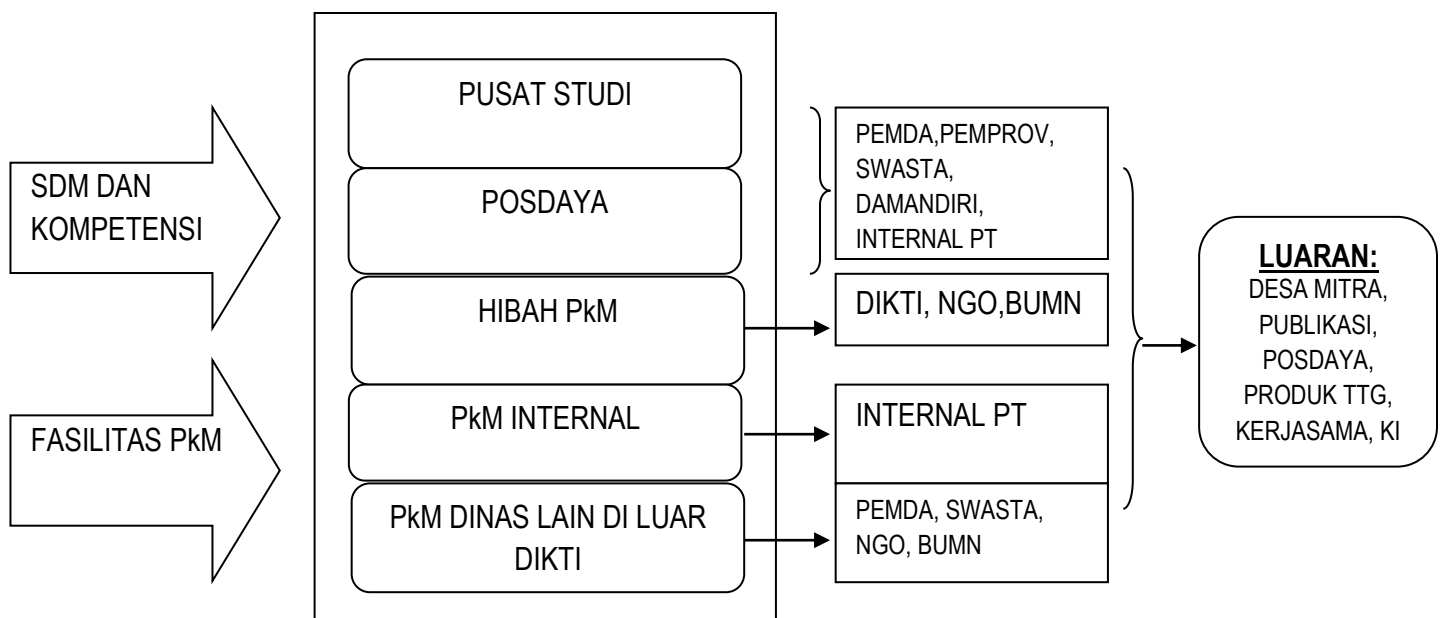 SDM DAN
KOMPETENSI
FASILITAS PkM
PUSAT STUDI
POSDAYA
HIBAH PkM
PkM INTERNAL
PkM DINAS LAIN DI LUAR
DIKTI
PEMDA,PEMPROV,
SWASTA,
DAMANDIRI,
INTERNAL PT
DIKTI, NGO,BUMN
INTERNAL PT
PEMDA, SWASTA,
NGO, BUMN
LUARAN:
DESA MITRA,
PUBLIKASI,
POSDAYA,
PRODUK TTG,
KERJASAMA, KI